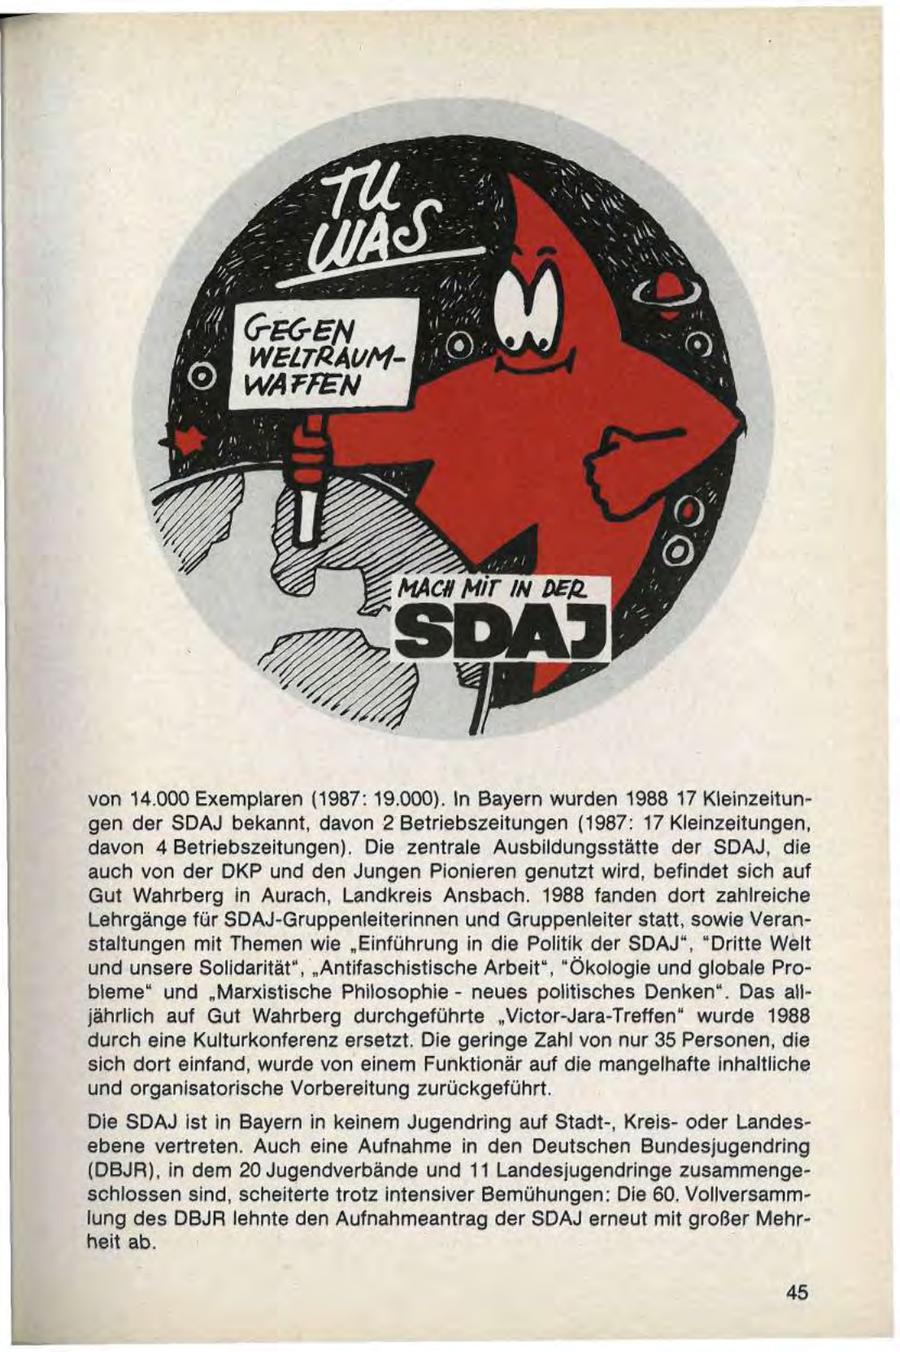 TU
WAS
GEGEN
WELTRAUM-
WAFFEN
MACH MIT IN DER
SDAJ
von 14.000 Exemplaren (1987: 19.000). In Bayern wurden 1988 17 Kleinzeitun-
gen der SDAJ bekannt, davon 2 Betriebszeitungen (1987: 17 Kleinzeitungen,
davon 4 Betriebszeitungen). Die zentrale Ausbildungsstätte der SDAJ, die
auch von der DKP und den Jungen Pionieren genutzt wird, befindet sich auf
Gut Wahrberg in Aurach, Landkreis Ansbach. 1988 fanden dort zahlreiche
Lehrgänge für SDAJ-Gruppenleiterinnen und Gruppenleiter statt, sowie Veran-
staltungen mit Themen wie „Einführung in die Politik der SDAJ“, “Dritte Welt
und unsere Solidarität“, „Antifaschistische Arbeit“, “Ökologie und globale Pro-
bleme“ und „Marxistische Philosophie - neues politisches Denken“. Das all-
jährlich auf Gut Wahrberg durchgeführte „Victor-Jara-Treffen“ wurde 1988
durch eine Kulturkonferenz ersetzt. Die geringe Zahl von nur 35 Personen, die
sich dort einfand, wurde von einem Funktionär auf die mangelhafte inhaltliche
und organisatorische Vorbereitung zurückgeführt.
Die SDAJ ist in Bayern in keinem Jugendring auf Stadt-, Kreis- oder Landes-
ebene vertreten. Auch eine Aufnahme in den Deutschen Bundesjugendring
(DBJR), in dem 20 Jugendverbände und 11 Landesjugendringe zusammenge-
schlossen sind, scheiterte trotz intensiver Bemühungen: Die 60. Vollversamm-
lung des DBJR lehnte den Aufnahmeantrag der SDAJ erneut mit großer Mehr-
heit ab.
45